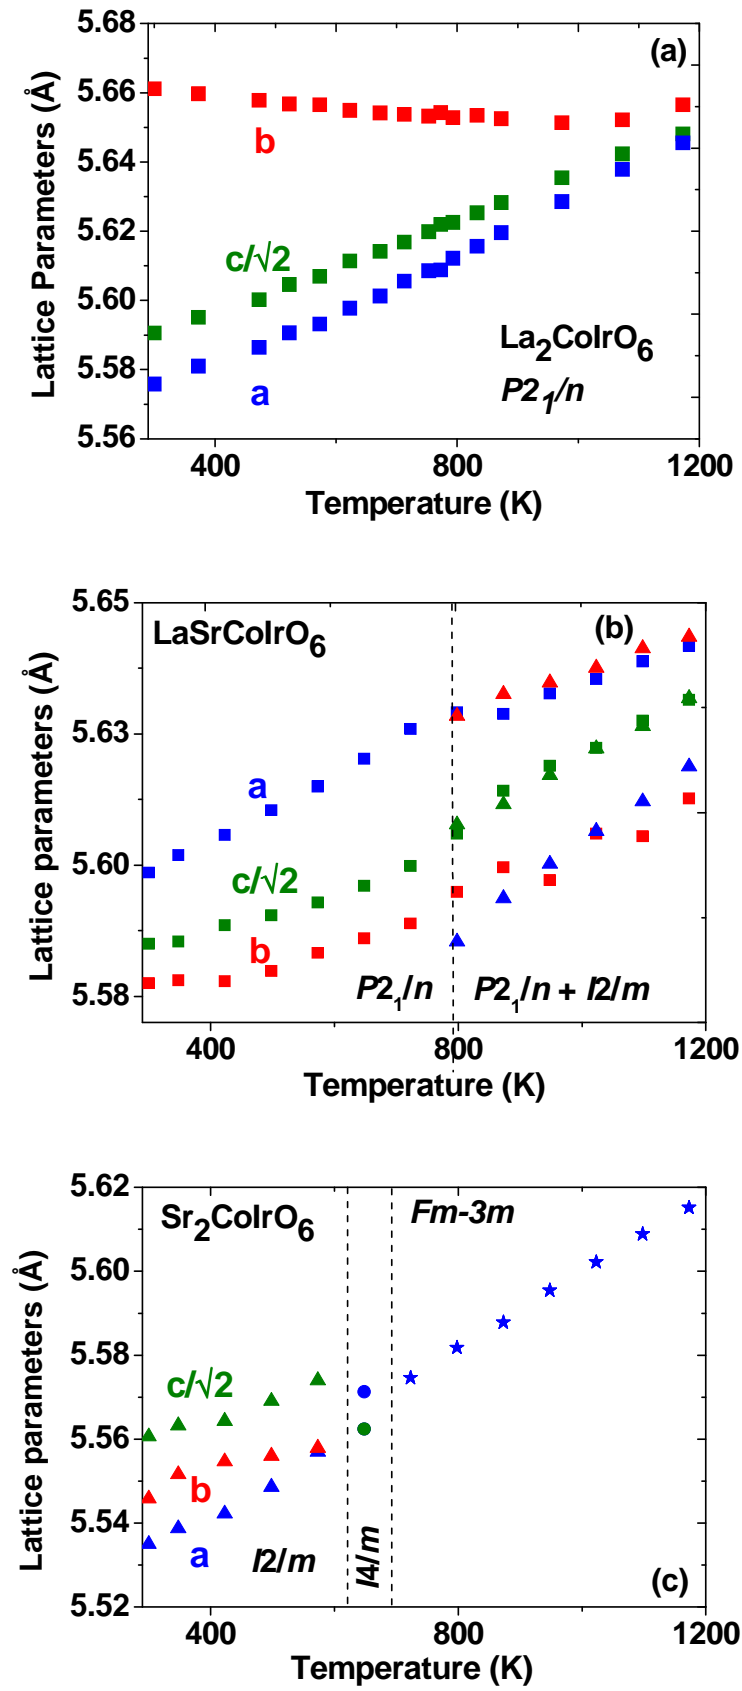 5.68
(a)
5.66
b
5.64
5.62
c/√2
5.60
La2CoIrO6
5.58
a
P21/n
5.56
400 800 1200
Lattice Parameters (Å)
Temperature (K)
5.65
LaSrCoIrO6
(b)
5.63
a
5.60
c/√2
b
5.58
P21/n
P21/n + I2/m
400 800 1200
Lattice parameters (Å)
Temperature (K)
5.62
Sr2CoIrO6
Fm-3m
5.60
5.58
c/√2
5.56
b
5.54
a
I2/m
I4/m
(c)
5.52
400 800 1200
Lattice parameters (Å)
Temperature (K)